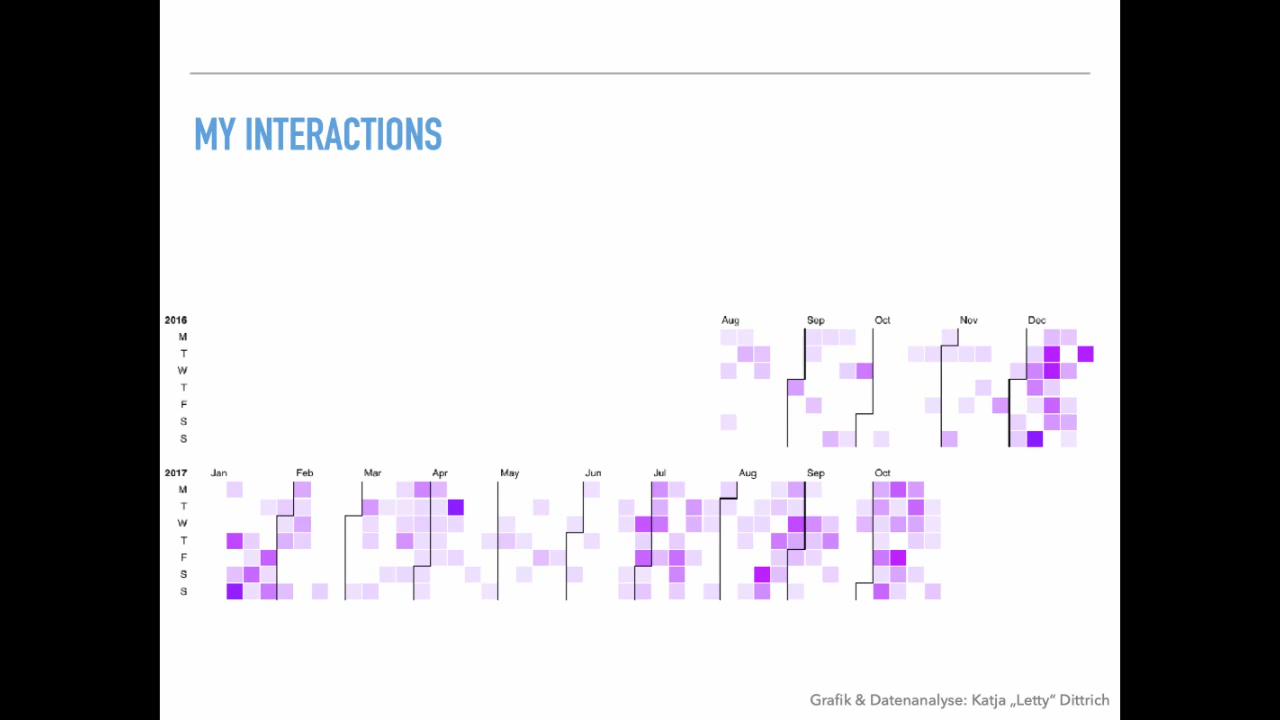 MY INTERACTIONS
2016 Aug Sep Oct Nov Dec
M
T
W
T
F
S
S
2017 Jan Feb Mar Apr May Jun Jul Aug Sep Oct
M
T
W
T
F
S
S
Grafik & Datenanalyse: Katja „Letty“ Dittrich